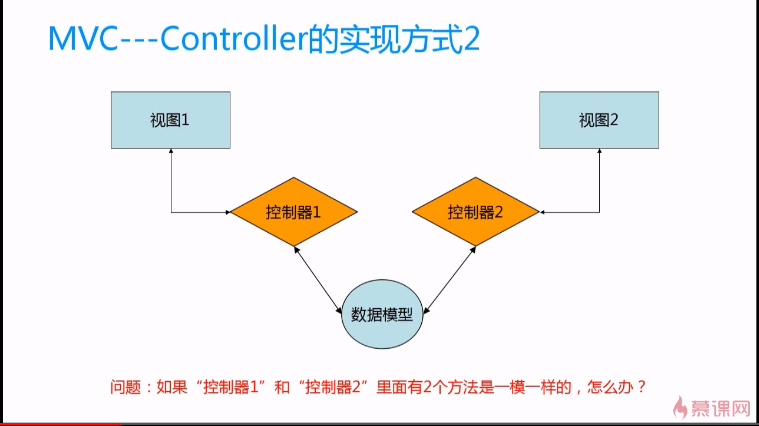 MVC---Controller的实现方式2
视图1
视图2
控制器1
控制器2
数据模型
问题：如果“控制器1”和“控制器2”里面有2个方法是一模一样的，怎么办？
慕课网